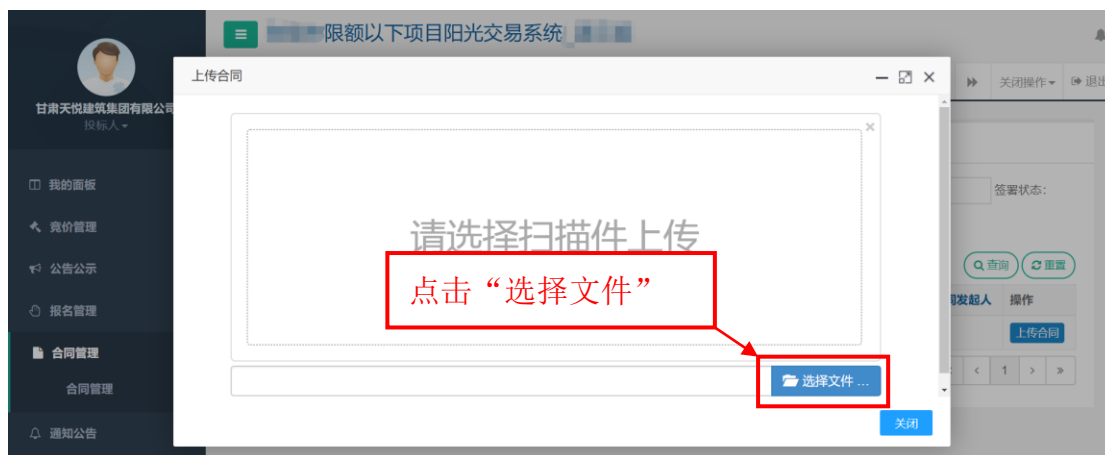 限额以下项目阳光交易系统
上传合同
关闭操作
退出
甘肃天悦建筑集团有限公司
投标人
我的面板
竞价管理
公告公示
报名管理
合同管理
合同管理
通知公告
请选择扫描件上传
点击“选择文件”
选择文件 ...
关闭
签署状态:
查询
重置
发起人
操作
上传合同
1